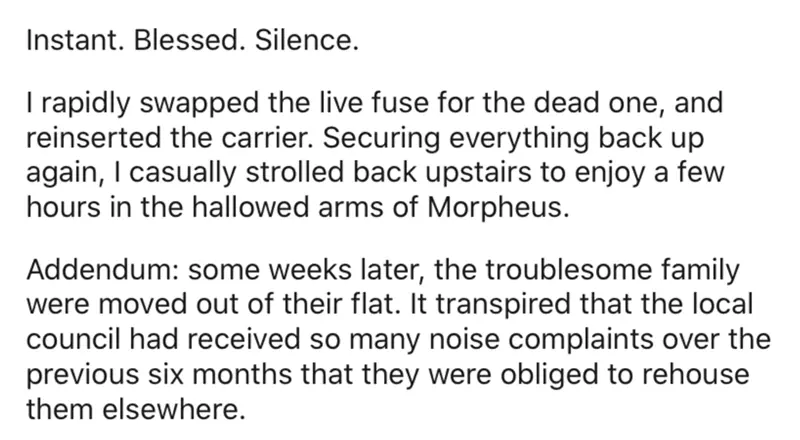 Instant. Blessed. Silence.
I rapidly swapped the live fuse for the dead one, and
reinserted the carrier. Securing everything back up
again, I casually strolled back upstairs to enjoy a few
hours in the hallowed arms of Morpheus.
Addendum: some weeks later, the troublesome family
were moved out of their flat. It transpired that the local
council had received so many noise complaints over the
previous six months that they were obliged to rehouse
them elsewhere.